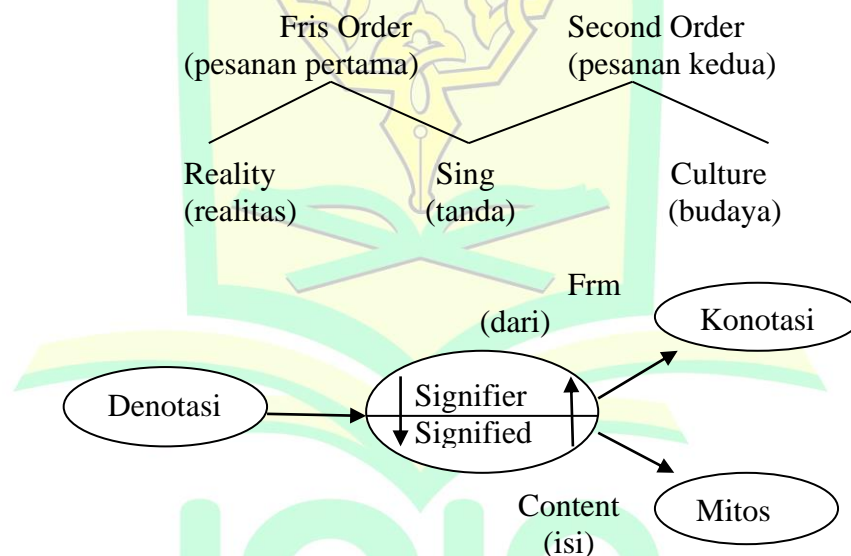 Fris Order
(pesanan pertama)
Second Order
(pesanan kedua)
Reality
(realitas)
Sing
(tanda)
Culture
(budaya)
Frm
(dari)
Konotasi
Denotasi
Signifier
Signified
Content
(isi)
Mitos